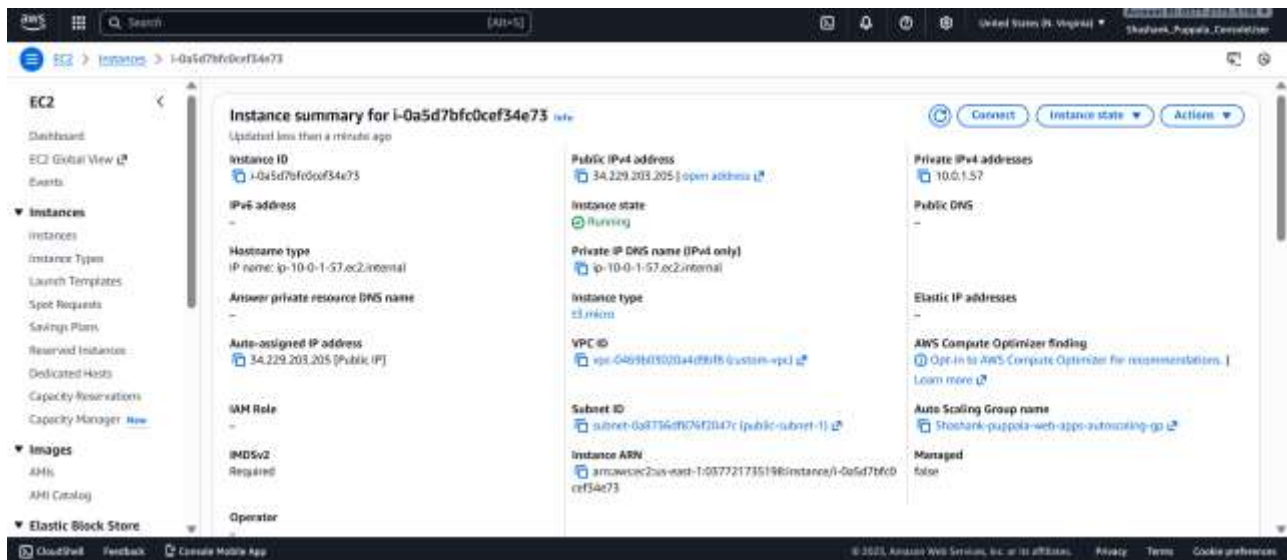 aws
Search
[Alt+S]
United States (N. Virginia)
Shashank_Puppala_ConsoleUser
EC2 > Instances > i-0a5d7bfc0cef34e73
EC2
Dashboard
EC2 Global View
Events
Instances
Instances
Instance Types
Launch Templates
Spot Requests
Savings Plans
Reserved Instances
Dedicated Hosts
Capacity Reservations
Capacity Manager New
Images
AMIs
AMI Catalog
Elastic Block Store
Instance summary for i-0a5d7bfc0cef34e73 Info
Updated less than a minute ago
Connect
Instance state
Actions
Instance ID
i-0a5d7bfc0cef34e73
Public IPv4 address
34.229.203.205 | open address
Private IPv4 addresses
10.0.1.57
IPv6 address
–
Instance state
Running
Public DNS
–
Hostname type
IP name: ip-10-0-1-57.ec2.internal
Private IP DNS name (IPv4 only)
ip-10-0-1-57.ec2.internal
Answer private resource DNS name
–
Instance type
t3.micro
Elastic IP addresses
–
Auto-assigned IP address
34.229.203.205 [Public IP]
VPC ID
(custom-vpc)
AWS Compute Optimizer finding
Opt-in to AWS Compute Optimizer for recommendations. |
Learn more
IAM Role
–
Subnet ID
(public-subnet-1)
Auto Scaling Group name
Shashank-puppala-web-apps-autoscaling-gp
IMDSv2
Required
Instance ARN
cef34e73
Managed
false
Operator
–
CloudShell Feedback Console Mobile App
© 2025, Amazon Web Services, Inc. or its affiliates. Privacy Terms Cookie preferences